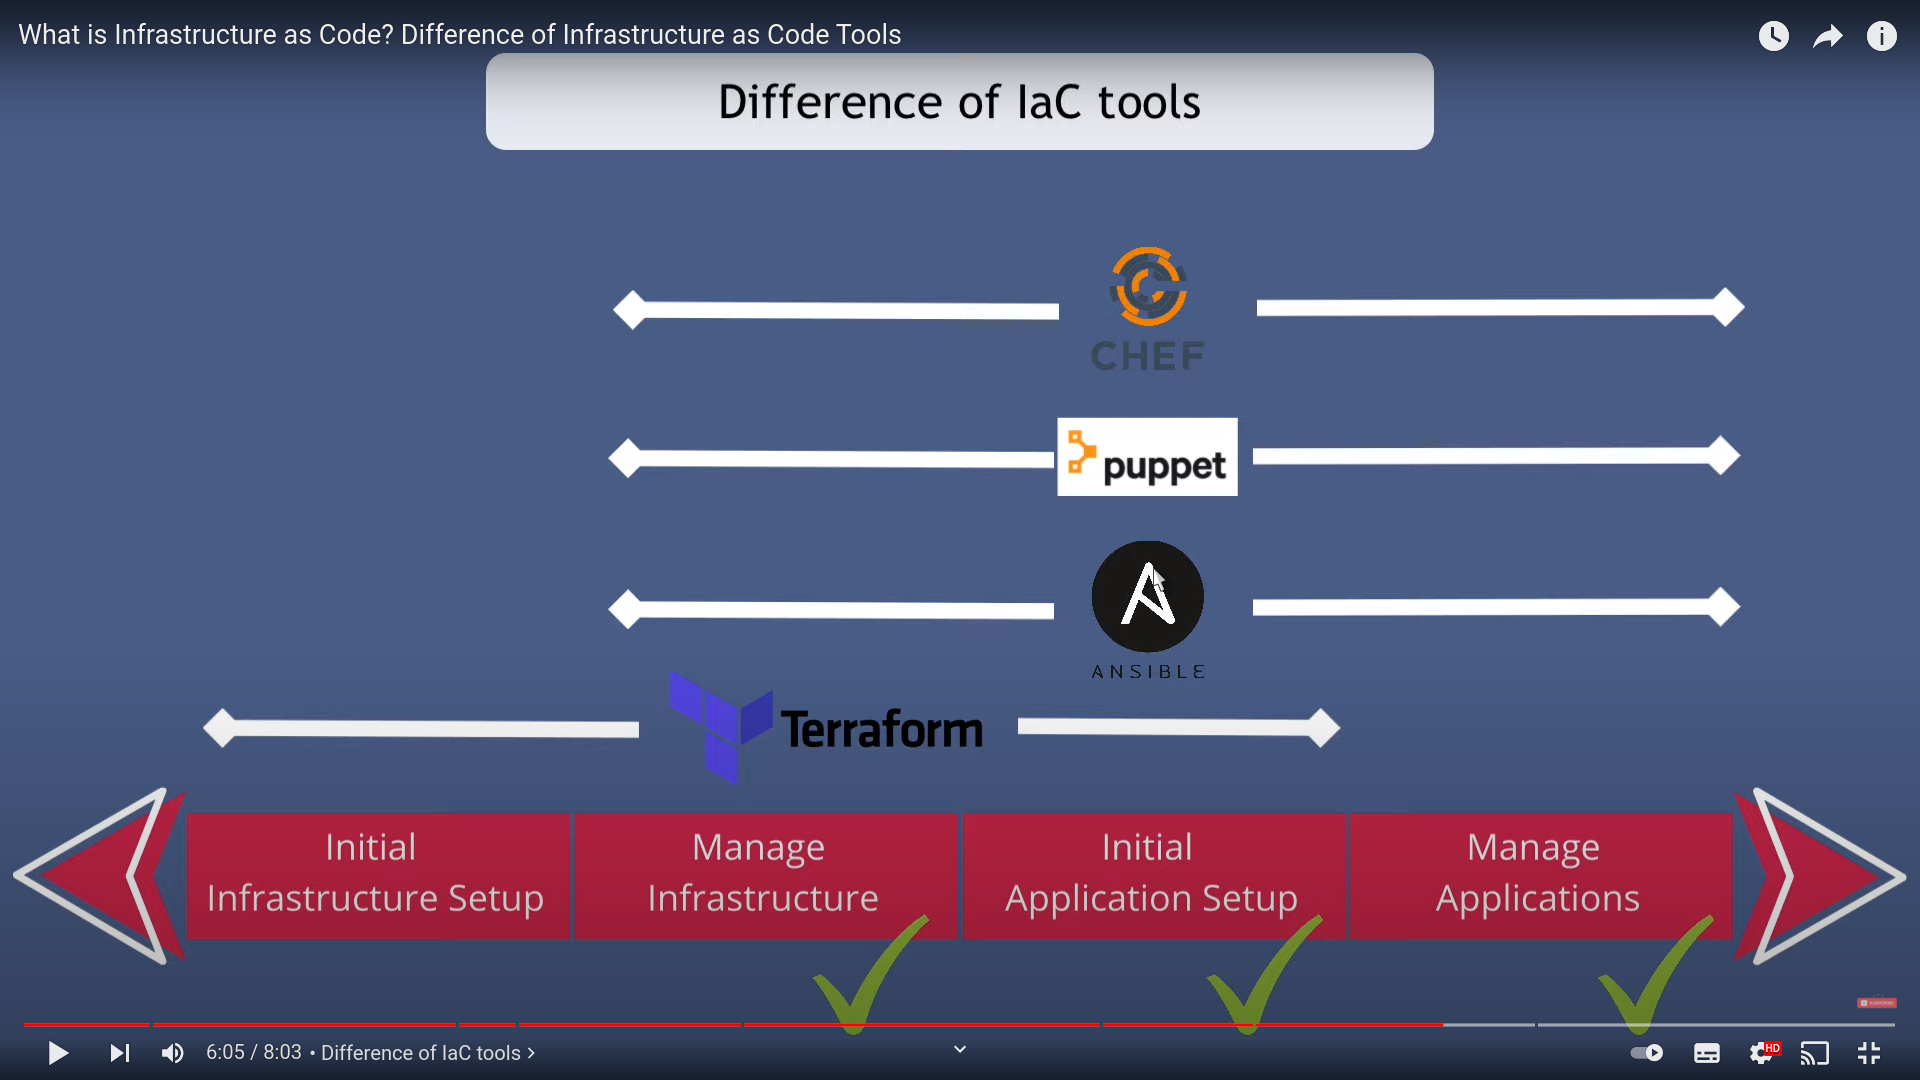 What is Infrastructure as Code? Difference of Infrastructure as Code Tools
Difference of IaC tools
CHEF
puppet
ANSIBLE
Terraform
Initial
Infrastructure Setup
Manage
Infrastructure
Initial
Application Setup
Manage
Applications
SUBSCRIBE
6:05 / 8:03 • Difference of IaC tools
HD